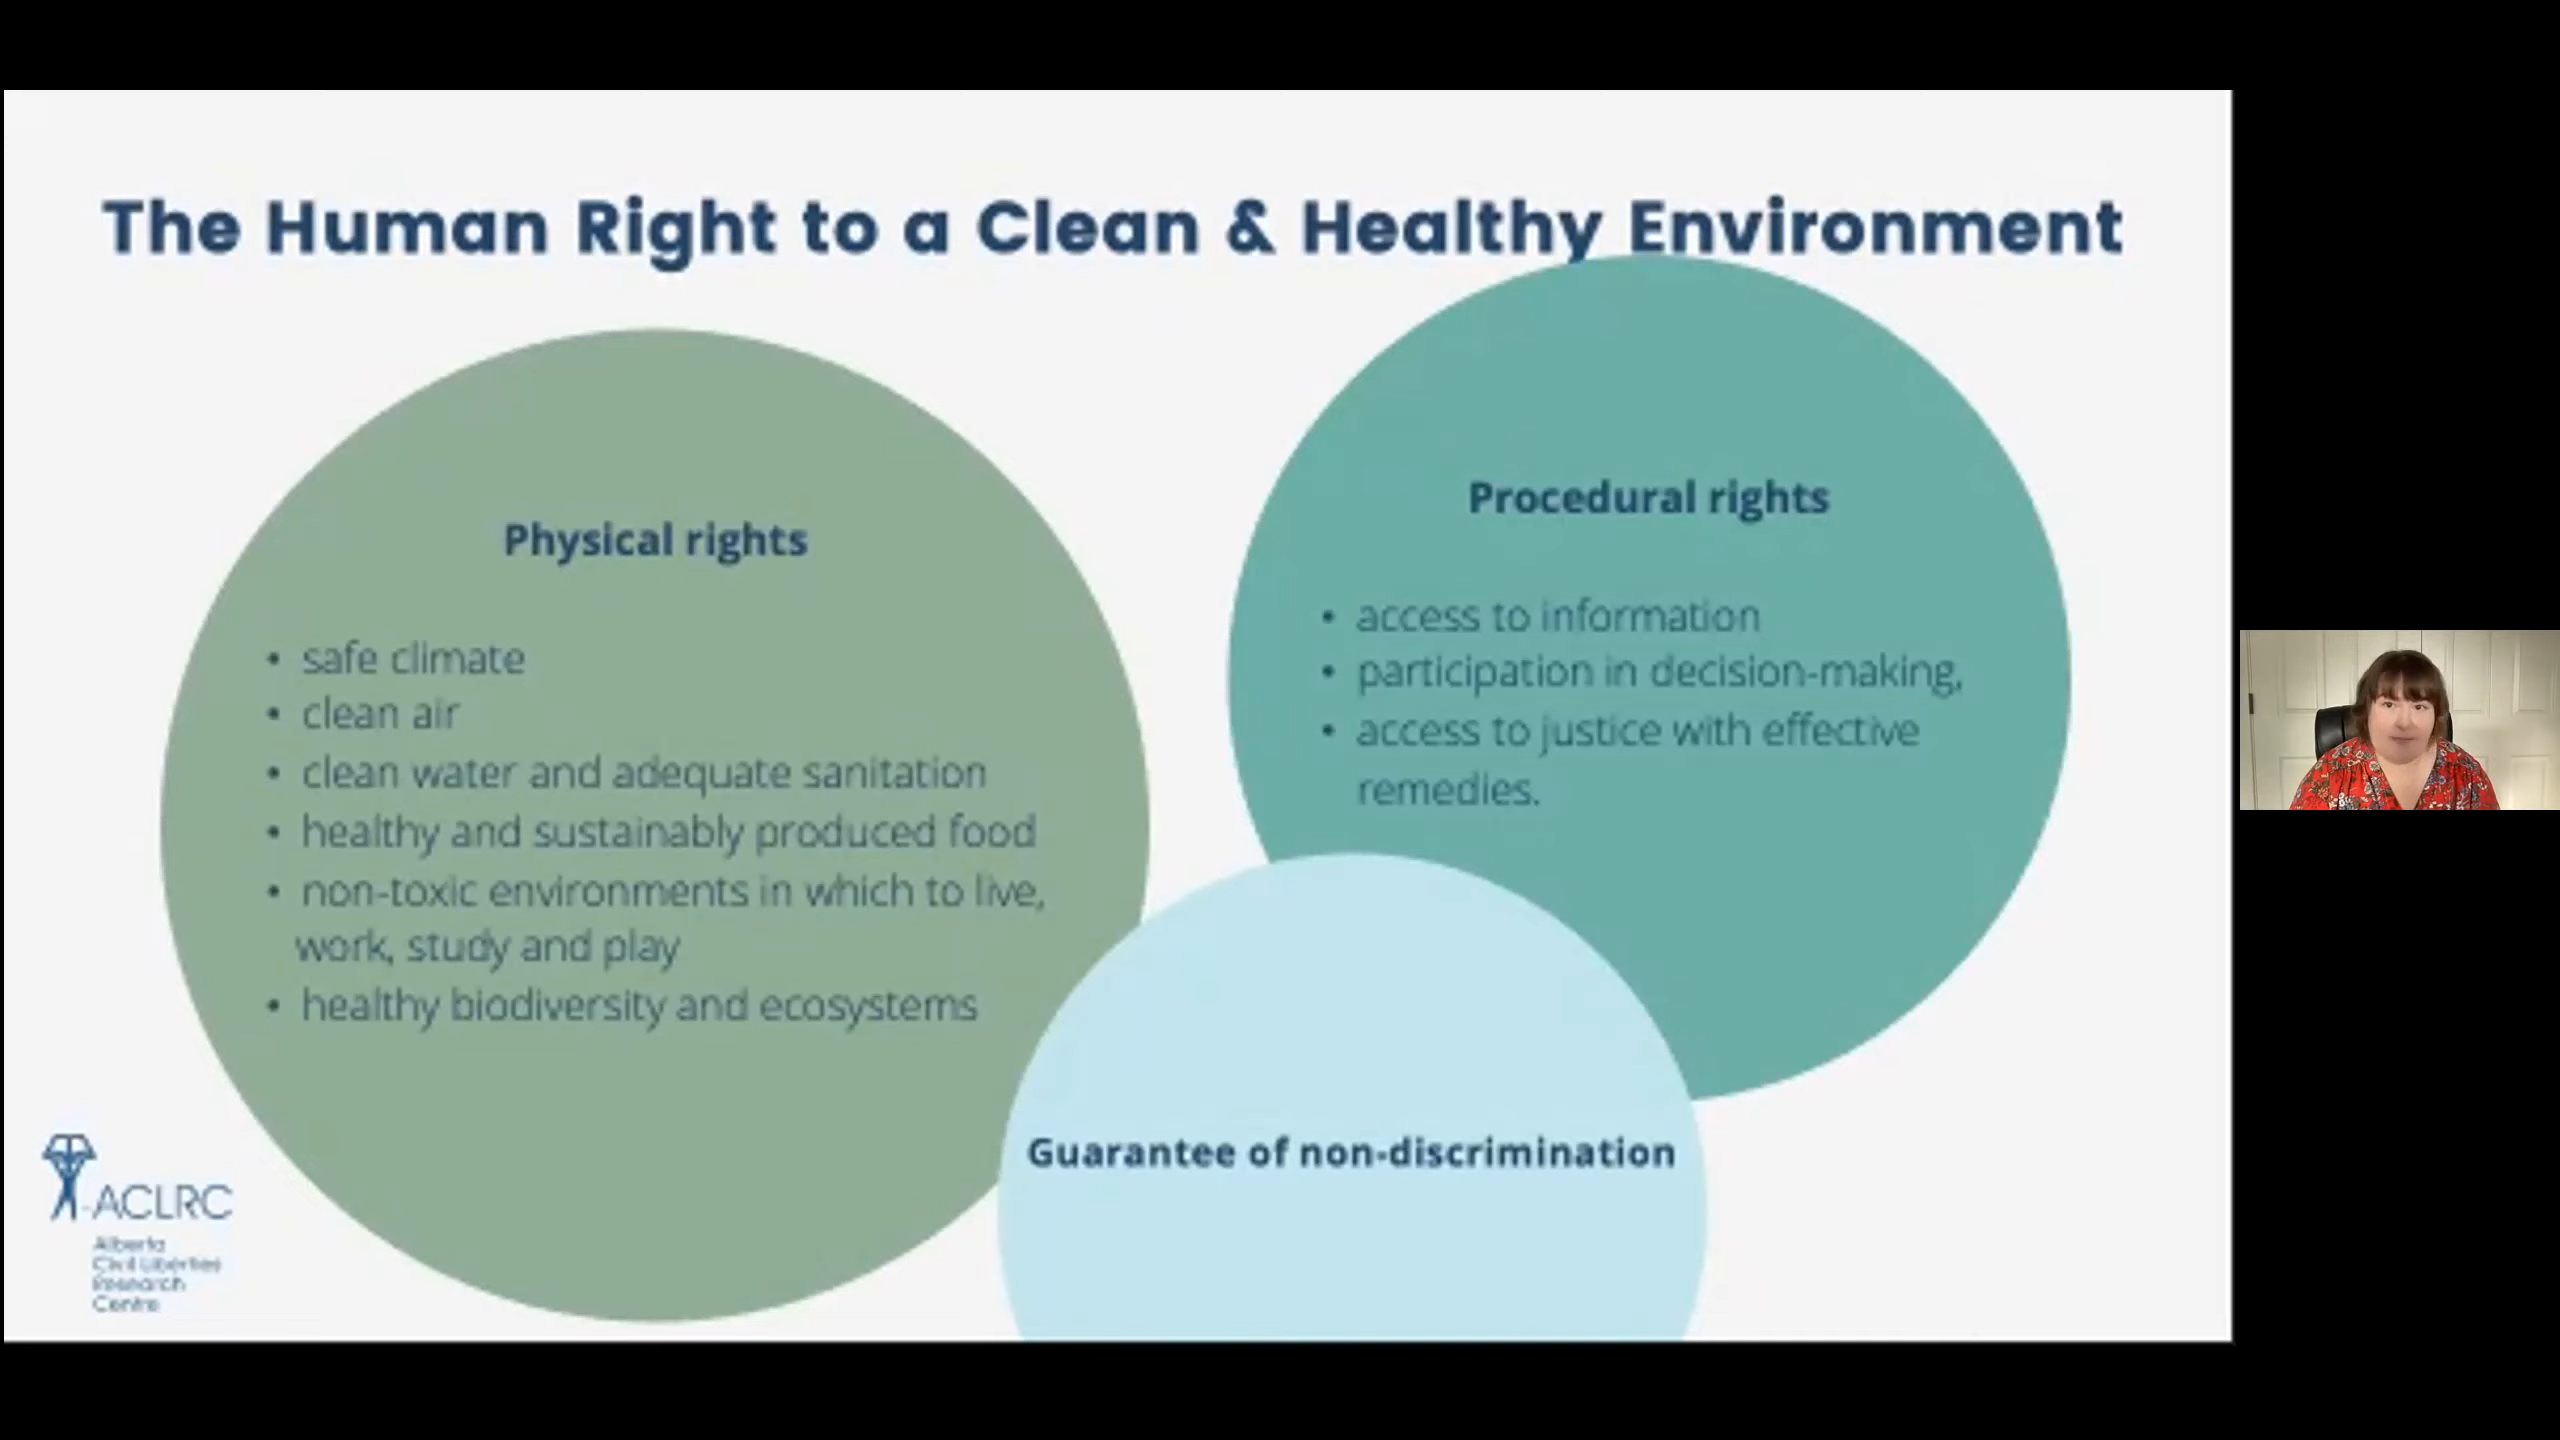 The Human Right to a Clean & Healthy Environment
Physical rights
• safe climate
• clean air
• clean water and adequate sanitation
• healthy and sustainably produced food
• non-toxic environments in which to live,
work, study and play
• healthy biodiversity and ecosystems
Procedural rights
• access to information
• participation in decision-making,
• access to justice with effective
remedies.
Guarantee of non-discrimination
ACLRC
Alberta
Civil Liberties
Research
Centre